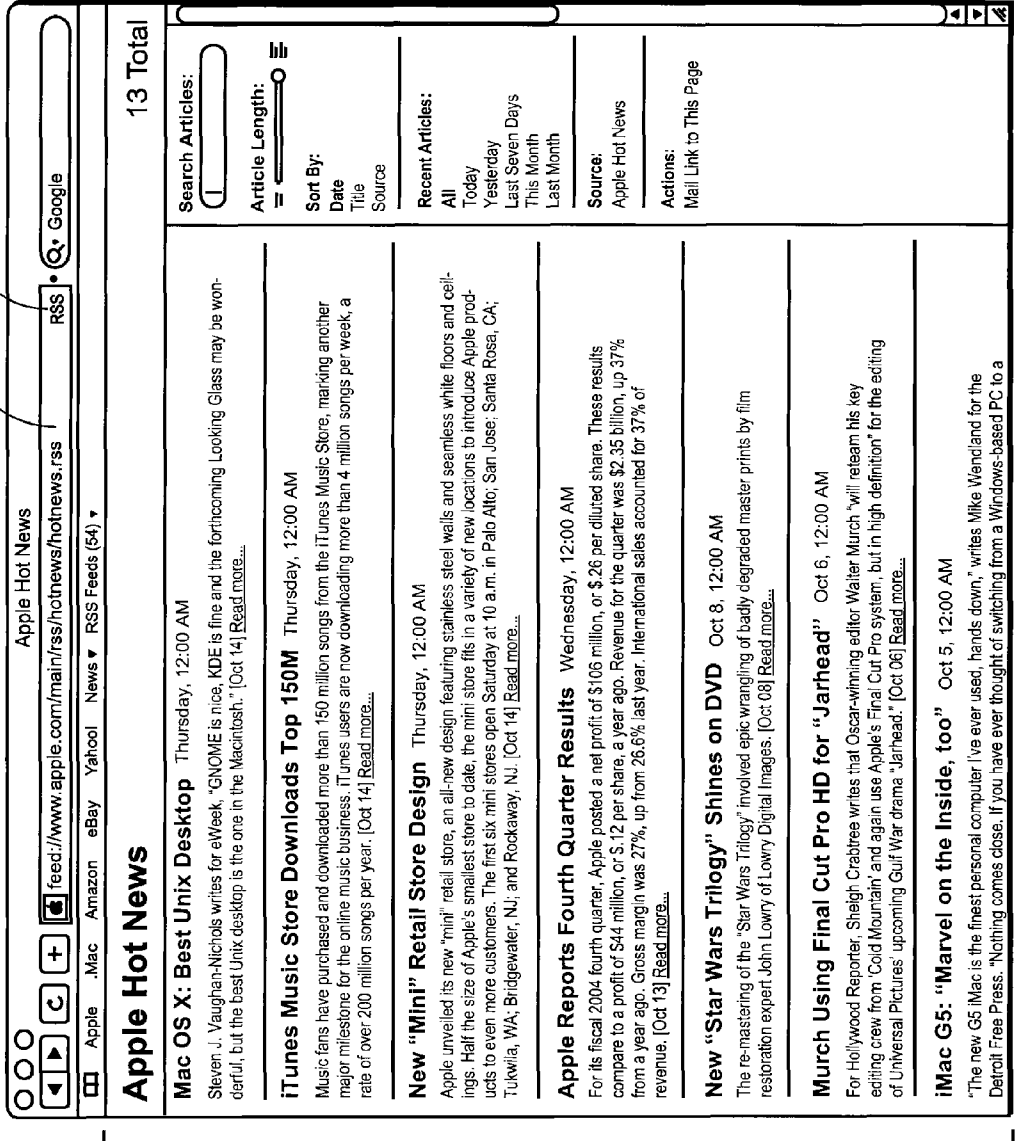 Apple Hot News
feed://www.apple.com/main/rss/hotnews/hotnews.rss RSS Google
Apple .Mac Amazon eBay Yahool News ▾ RSS Feeds (54) ▾
Apple Hot News 13 Total
Mac OS X: Best Unix Desktop Thursday, 12:00 AM
Steven J. Vaughan-Nichols writes for eWeek, "GNOME is nice, KDE is fine and the forthcoming Looking Glass may be won-
derful, but the best Unix desktop is the one in the Macintosh." [Oct 14] Read more...
iTunes Music Store Downloads Top 150M Thursday, 12:00 AM
Music fans have purchased and downloaded more than 150 million songs from the iTunes Music Store, marking another
major milestone for the online music business. iTunes users are now downloading more than 4 million songs per week, a
rate of over 200 million songs per year. [Oct 14] Read more...
New "Mini" Retail Store Design Thursday, 12:00 AM
Apple unveiled its new "mini" retail store, an all-new design featuring stainless steel walls and seamless white floors and ceil-
ings. Half the size of Apple's smallest store to date, the mini store fits in a variety of new locations to introduce Apple prod-
ucts to even more customers. The first six mini stores open Saturday at 10 a.m. in Palo Alto; San Jose; Santa Rosa, CA;
Tukwila, WA; Bridgewater, NJ; and Rockaway, NJ. [Oct 14] Read more...
Apple Reports Fourth Quarter Results Wednesday, 12:00 AM
For its fiscal 2004 fourth quarter, Apple posted a net profit of $106 million, or $.26 per diluted share. These results
compare to a profit of $44 million, or $.12 per share, a year ago. Revenue for the quarter was $2.35 billion, up 37%
from a year ago. Gross margin was 27%, up from 26.6% last year. International sales accounted for 37% of
revenue. [Oct 13] Read more...
New "Star Wars Trilogy" Shines on DVD Oct 8, 12:00 AM
The re-mastering of the "Star Wars Trilogy" involved epic wrangling of badly degraded master prints by film
restoration expert John Lowry Digital Images. [Oct 08] Read more...
Murch Using Final Cut Pro HD for "Jarhead" Oct 6, 12:00 AM
For Hollywood Reporter, Sheigh Crabtree writes that Oscar-winning editor Walter Murch "will reteam his key
editing crew from 'Cold Mountain' and again use Apple's Final Cut Pro system, but in high definition" for the editing
of Universal Pictures' upcoming Gulf War drama "Jarhead." [Oct 06] Read more...
iMac G5: "Marvel on the Inside, too" Oct 5, 12:00 AM
"The new G5 iMac is the finest personal computer I've ever used, hands down," writes Mike Wendland for the
Detroit Free Press. "Nothing comes close. If you have ever thought of switching from a Windows-based PC to a
Search Articles:
Article Length:
Sort By:
Date
Title
Source
Recent Articles:
All
Today
Yesterday
Last Seven Days
This Month
Last Month
Source:
Apple Hot News
Actions:
Mail Link to This Page